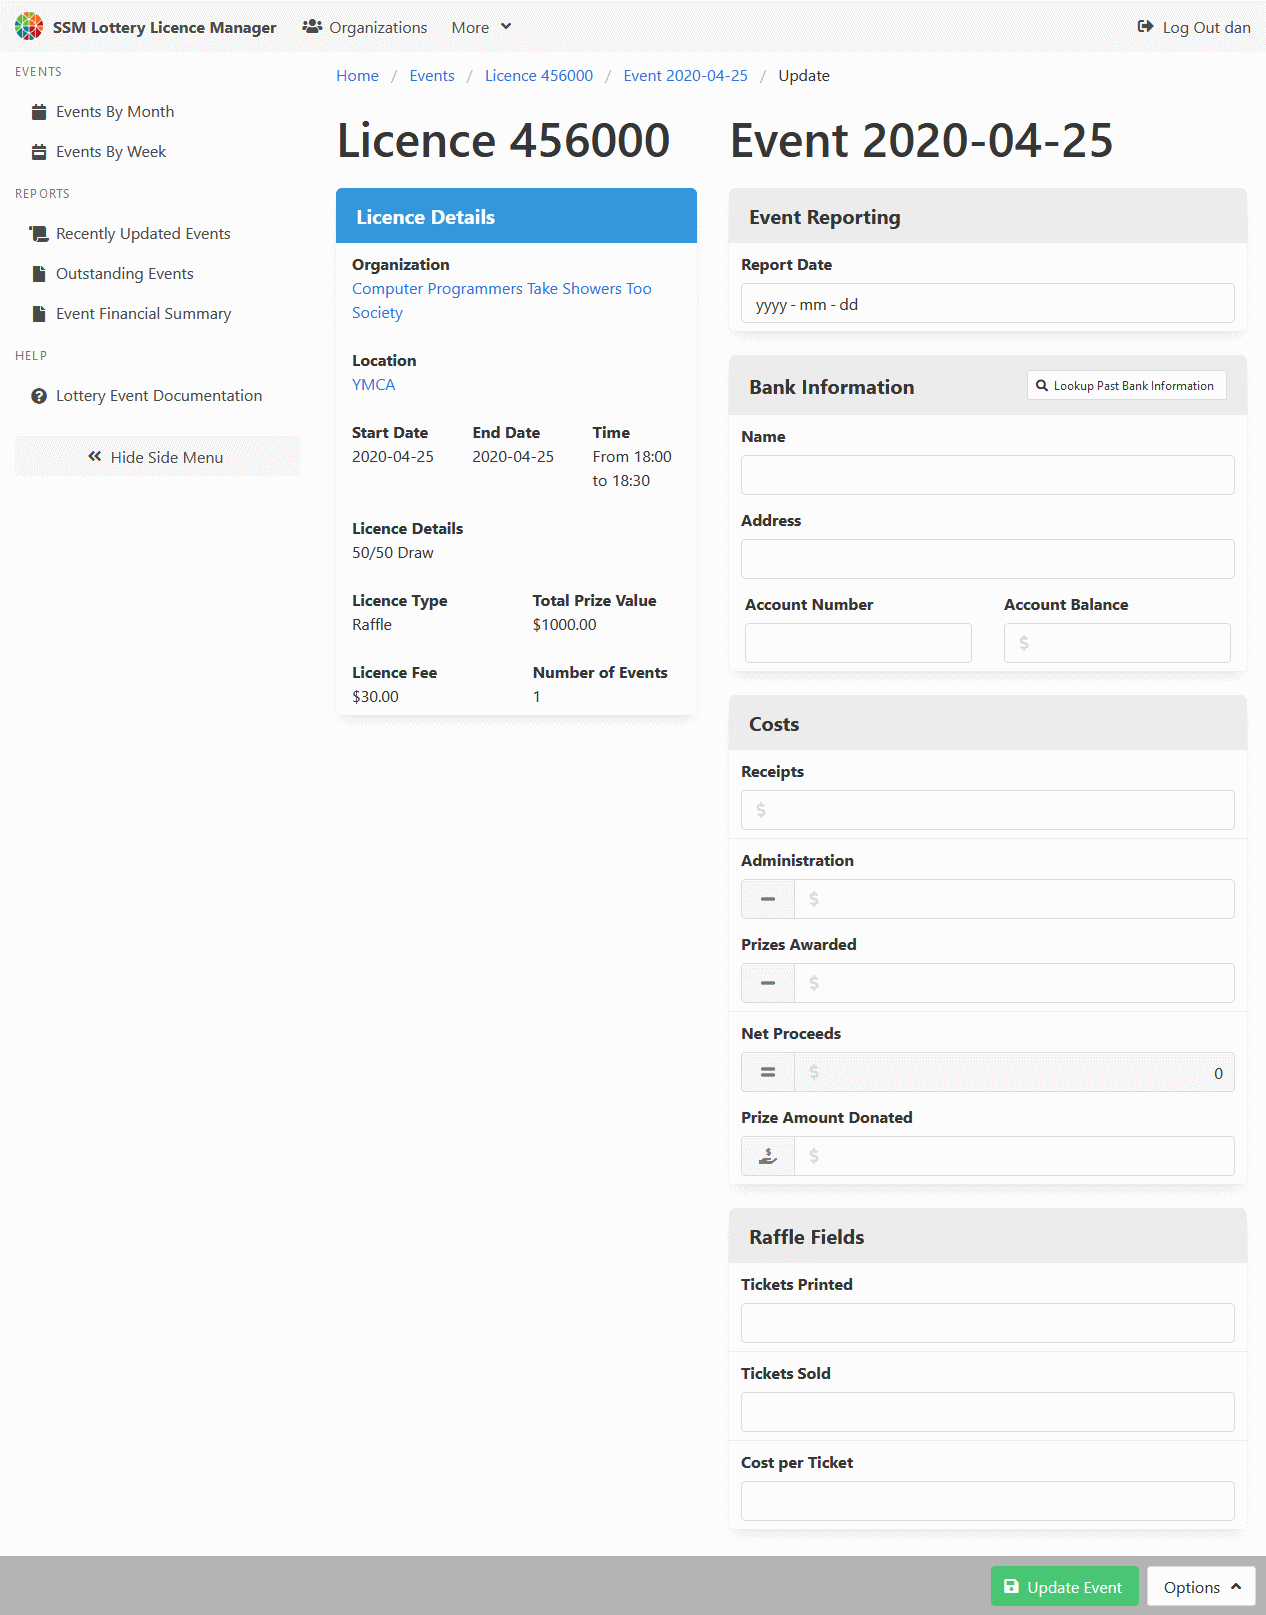 SSM Lottery Licence Manager
Organizations
More
Log Out dan
EVENTS
Events By Month
Events By Week
REPORTS
Recently Updated Events
Outstanding Events
Event Financial Summary
HELP
Lottery Event Documentation
Hide Side Menu
Home / Events / Licence 456000 / Event 2020-04-25 / Update
Licence 456000
Licence Details
Organization
Computer Programmers Take Showers Too
Society
Location
YMCA
Start Date End Date Time
2020-04-25 2020-04-25 From 18:00
to 18:30
Licence Details
50/50 Draw
Licence Type Total Prize Value
Raffle $1000.00
Licence Fee Number of Events
$30.00 1
Event 2020-04-25
Event Reporting
Report Date
yyyy - mm - dd
Bank Information
Lookup Past Bank Information
Name
Address
Account Number Account Balance
$
Costs
Receipts
$
Administration
$
Prizes Awarded
$
Net Proceeds
$ 0
Prize Amount Donated
$
Raffle Fields
Tickets Printed
Tickets Sold
Cost per Ticket
Update Event
Options